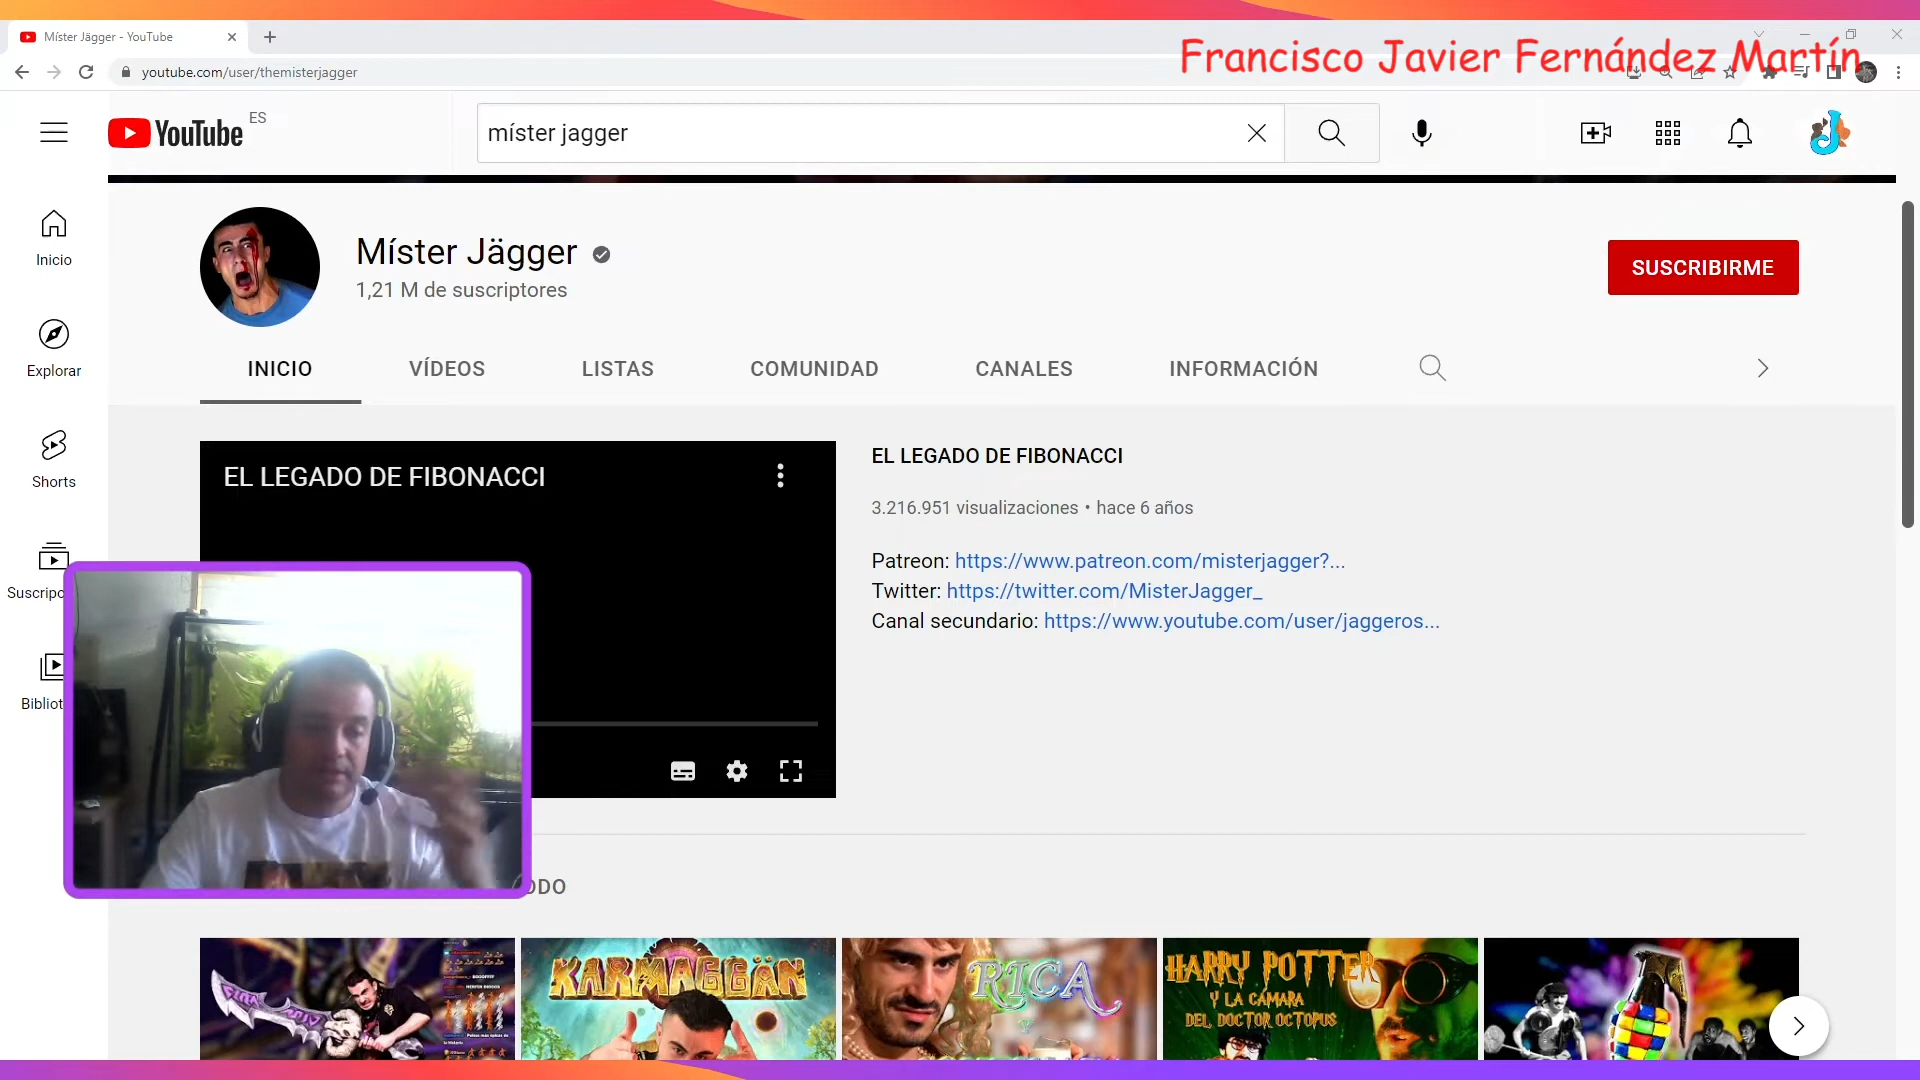 Míster Jägger - YouTube
Francisco Javier Fernández Martín
youtube.com/user/themisterjagger
YouTube ES
míster jagger
Míster Jägger
1,21 M de suscriptores
SUSCRIBIRME
Inicio
Explorar
Shorts
Suscripc
Bibliot
INICIO
VÍDEOS
LISTAS
COMUNIDAD
CANALES
INFORMACIÓN
EL LEGADO DE FIBONACCI
EL LEGADO DE FIBONACCI
3.216.951 visualizaciones • hace 6 años
Patreon: https://www.patreon.com/misterjagger?...
Twitter: https://twitter.com/MisterJagger_
Canal secundario: https://www.youtube.com/user/jaggeros...
ODO
KARMAGGÄN
RICA
HARRY POTTER
Y LA CÁMARA
DEL DOCTOR OCTOPUS